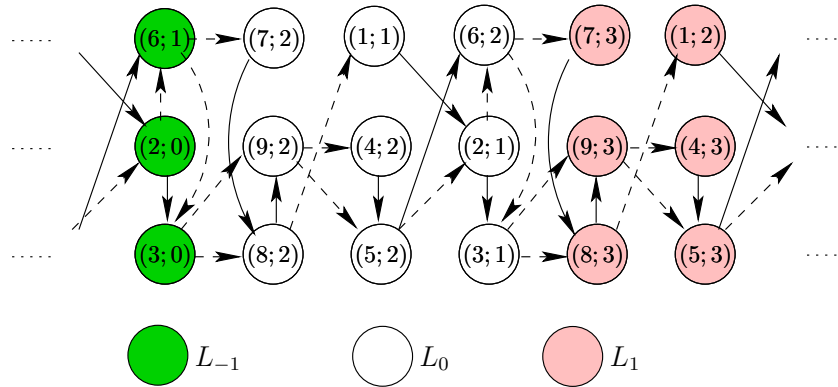 ..... (6; 1) (7; 2) (1; 1) (6; 2) (7; 3) (1; 2) .....
..... (2; 0) (9; 2) (4; 2) (2; 1) (9; 3) (4; 3) .....
..... (3; 0) (8; 2) (5; 2) (3; 1) (8; 3) (5; 3) .....
L₋₁ L₀ L₁